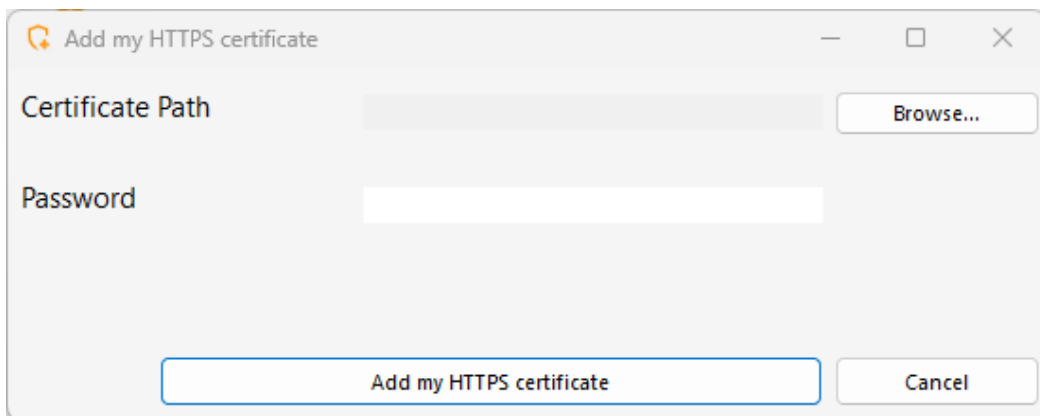 Add my HTTPS certificate
Certificate Path
Browse...
Password
Add my HTTPS certificate
Cancel